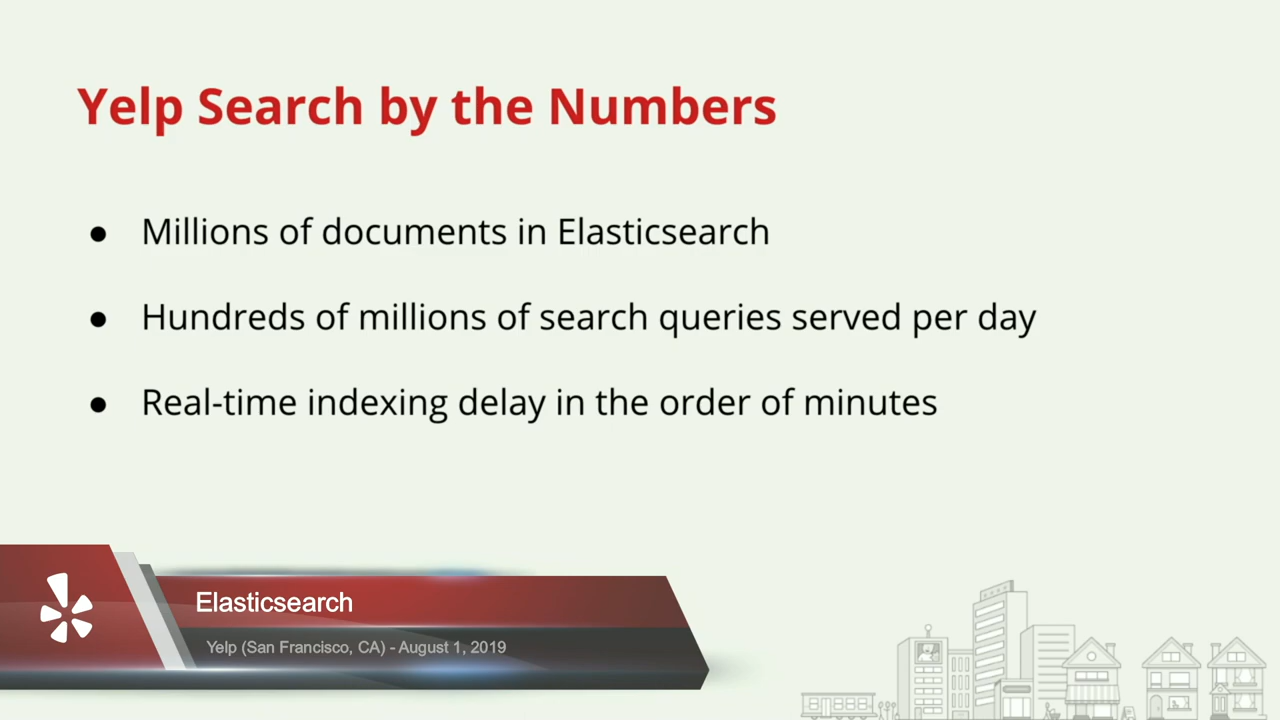 Yelp Search by the Numbers
● Millions of documents in Elasticsearch
● Hundreds of millions of search queries served per day
● Real-time indexing delay in the order of minutes
Elasticsearch
Yelp (San Francisco, CA) - August 1, 2019